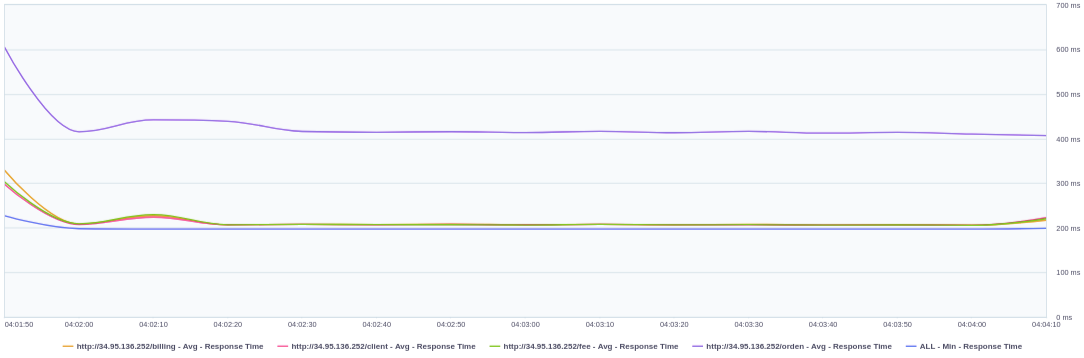 700 ms
600 ms
500 ms
400 ms
300 ms
200 ms
100 ms
0 ms
04:01:50 04:02:00 04:02:10 04:02:20 04:02:30 04:02:40 04:02:50 04:03:00 04:03:10 04:03:20 04:03:30 04:03:40 04:03:50 04:04:00 04:04:10
http://34.95.136.252/billing - Avg - Response Time http://34.95.136.252/client - Avg - Response Time http://34.95.136.252/fee - Avg - Response Time http://34.95.136.252/orden - Avg - Response Time ALL - Min - Response Time